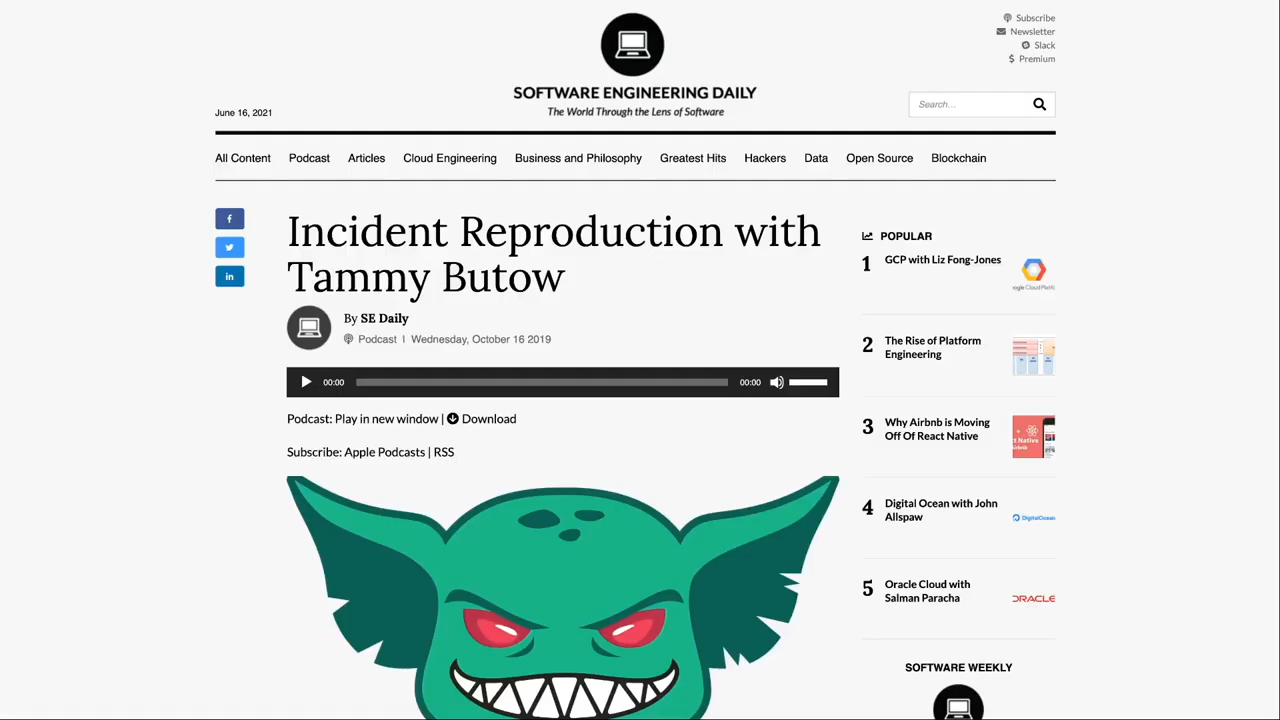 Subscribe
Newsletter
Slack
Premium
SOFTWARE ENGINEERING DAILY
The World Through the Lens of Software
June 16, 2021
Search...
All Content Podcast Articles Cloud Engineering Business and Philosophy Greatest Hits Hackers Data Open Source Blockchain
Incident Reproduction with
Tammy Butow
By SE Daily
Podcast | Wednesday, October 16 2019
00:00 00:00
Podcast: Play in new window | Download
Subscribe: Apple Podcasts | RSS
POPULAR
1 GCP with Liz Fong-Jones
2 The Rise of Platform
Engineering
3 Why Airbnb is Moving
Off Of React Native
4 Digital Ocean with John
Allspaw
DigitalOcean
5 Oracle Cloud with
Salman Paracha
ORACLE
SOFTWARE WEEKLY